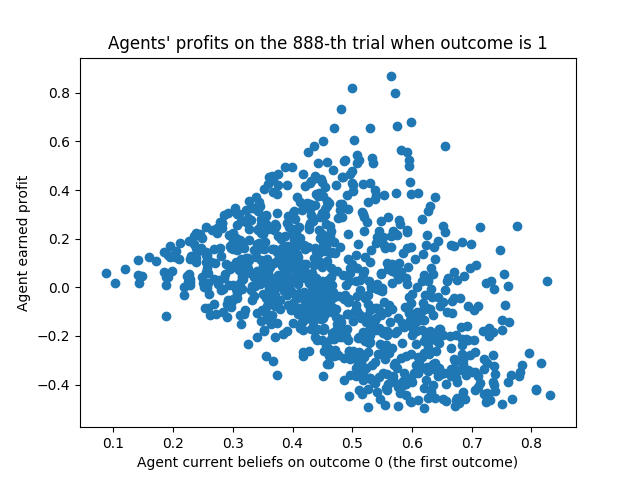 Agents' profits on the 888-th trial when outcome is 1
Agent earned profit
0.8
0.6
0.4
0.2
0.0
−0.2
−0.4
0.1 0.2 0.3 0.4 0.5 0.6 0.7 0.8
Agent current beliefs on outcome 0 (the first outcome)